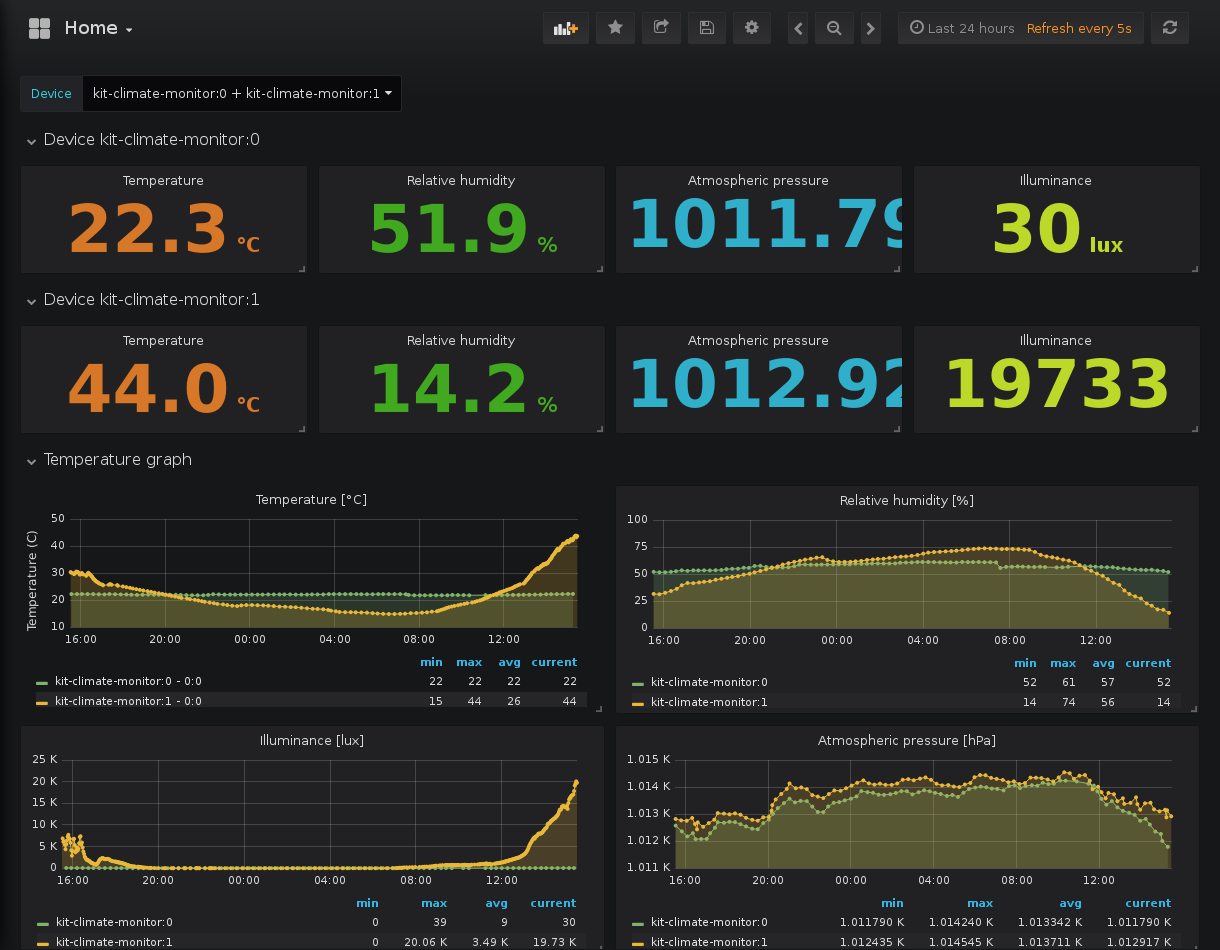 Home
Last 24 hours Refresh every 5s
Device kit-climate-monitor:0 + kit-climate-monitor:1
Device kit-climate-monitor:0
Temperature Relative humidity Atmospheric pressure Illuminance
22.3 °C 51.9 % 1011.79 30 lux
Device kit-climate-monitor:1
Temperature Relative humidity Atmospheric pressure Illuminance
44.0 °C 14.2 % 1012.92 19733
Temperature graph
Temperature [°C]
Temperature (C)
50
40
30
20
10
16:00 20:00 00:00 04:00 08:00 12:00
min max avg current
kit-climate-monitor:0 - 0:0 22 22 22 22
kit-climate-monitor:1 - 0:0 15 44 26 44
Relative humidity [%]
100
75
50
25
0
16:00 20:00 00:00 04:00 08:00 12:00
min max avg current
kit-climate-monitor:0 52 61 57 52
kit-climate-monitor:1 14 74 56 14
Illuminance [lux]
25 K
20 K
15 K
10 K
5 K
0
16:00 20:00 00:00 04:00 08:00 12:00
min max avg current
kit-climate-monitor:0 0 39 9 30
kit-climate-monitor:1 0 20.06 K 3.49 K 19.73 K
Atmospheric pressure [hPa]
1.015 K
1.014 K
1.013 K
1.012 K
1.011 K
16:00 20:00 00:00 04:00 08:00 12:00
min max avg current
kit-climate-monitor:0 1.011790 K 1.014240 K 1.013342 K 1.011790 K
kit-climate-monitor:1 1.012435 K 1.014545 K 1.013711 K 1.012917 K